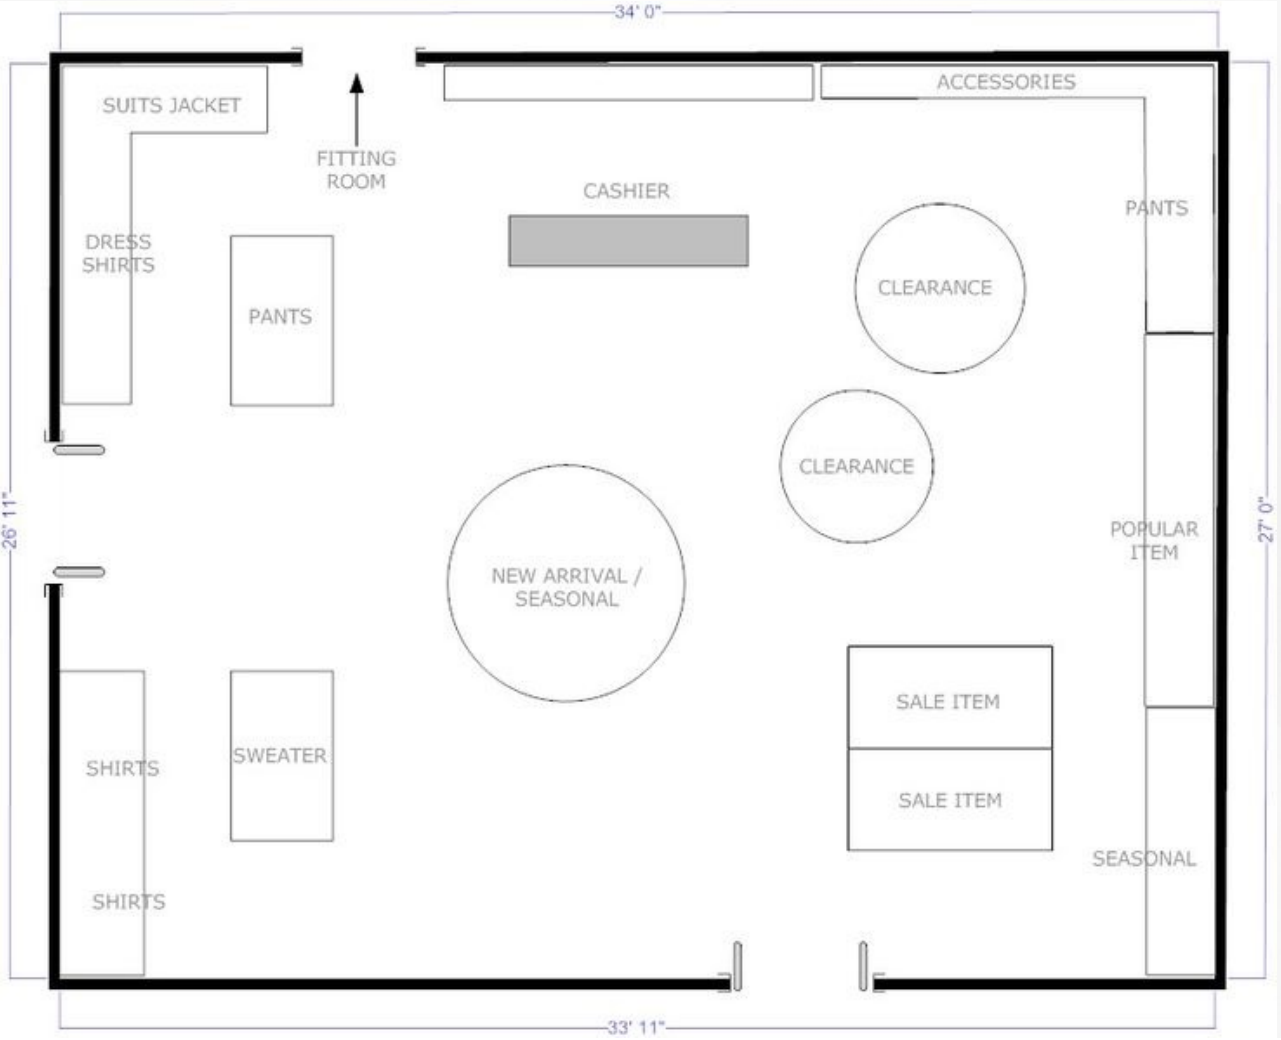 34' 0"
SUITS JACKET
ACCESSORIES
FITTING
ROOM
CASHIER
PANTS
DRESS
SHIRTS
CLEARANCE
PANTS
CLEARANCE
26' 11"
27' 0"
POPULAR
ITEM
NEW ARRIVAL /
SEASONAL
SALE ITEM
SWEATER
SHIRTS
SALE ITEM
SEASONAL
SHIRTS
33' 11"